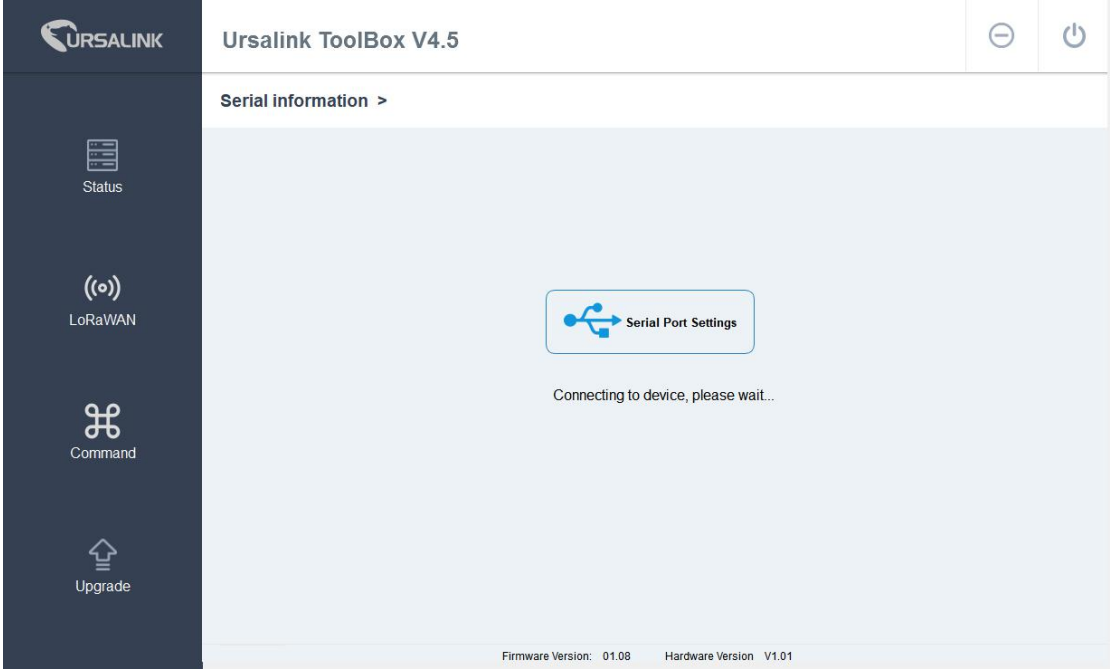 URSALINK
Ursalink ToolBox V4.5
Serial information >
Status
LoRaWAN
Command
Upgrade
Serial Port Settings
Connecting to device, please wait...
Firmware Version: 01.08 Hardware Version V1.01